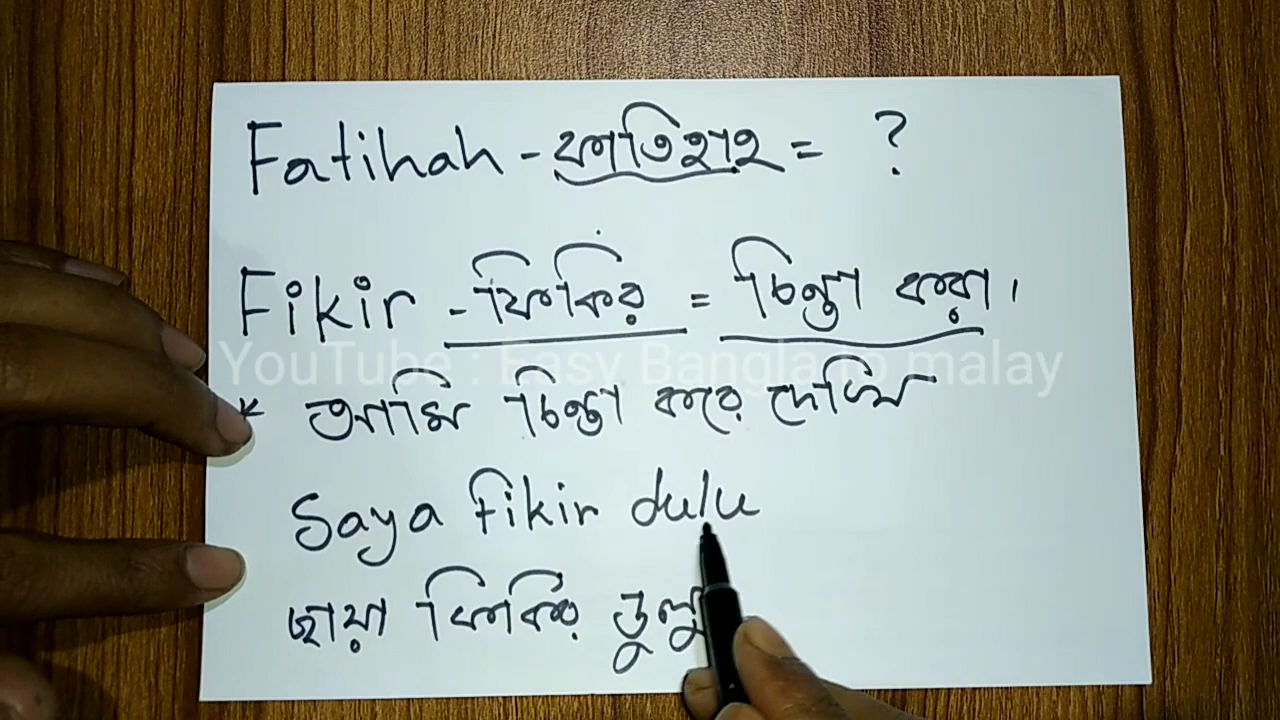 Fatihah - ফাতিহাহ = ?
Fikir - ফিকির = চিন্তা করা।
YouTube : Easy Bangla to malay
* আমি চিন্তা করে দেখি
Saya fikir dulu
ছায়া ফিকির ডুলু